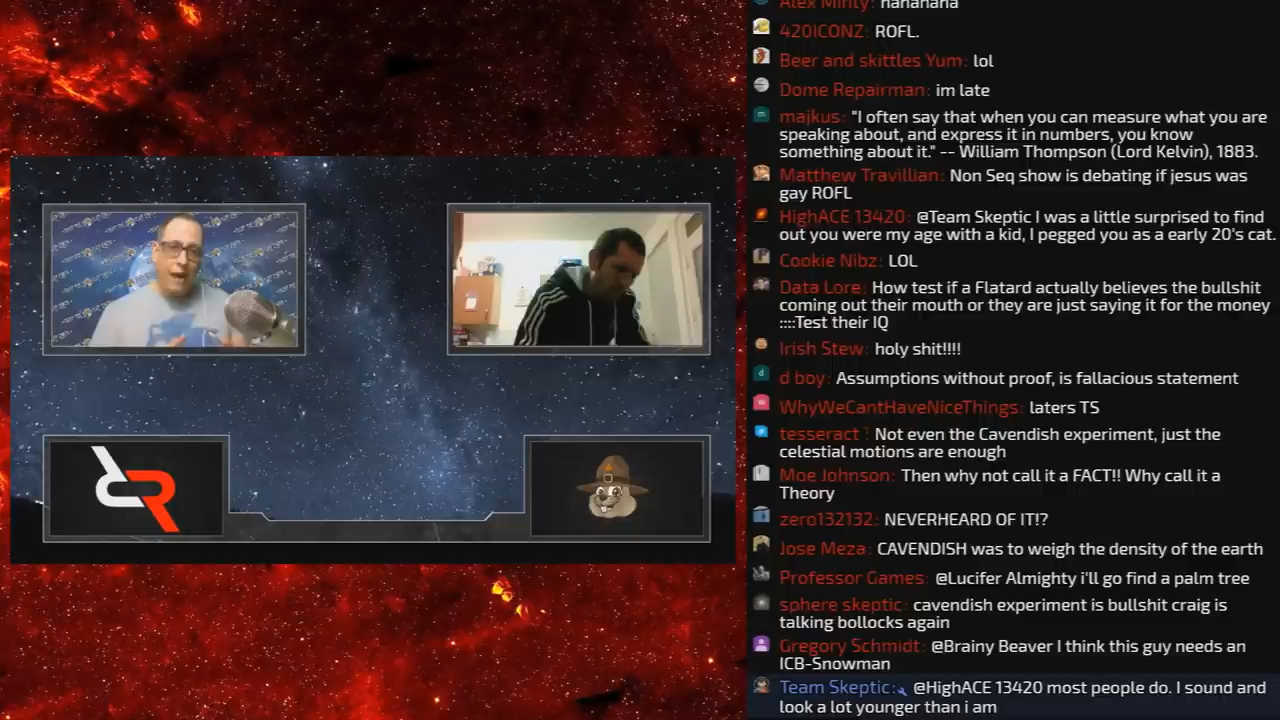 Alex Minty: hahahaha
420ICONZ: ROFL.
Beer and skittles Yum: lol
Dome Repairman: im late
majkus: "I often say that when you can measure what you are
speaking about, and express it in numbers, you know
something about it." -- William Thompson (Lord Kelvin), 1883.
Matthew Travillian: Non Seq show is debating if jesus was
gay ROFL
HighACE 13420: @Team Skeptic I was a little surprised to find
out you were my age with a kid, I pegged you as a early 20's cat.
Cookie Nibz: LOL
Data Lore: How test if a Flatard actually believes the bullshit
coming out their mouth or they are just saying it for the money
::::Test their IQ
Irish Stew: holy shit!!!!
d boy: Assumptions without proof, is fallacious statement
WhyWeCantHaveNiceThings: laters TS
tesseract : Not even the Cavendish experiment, just the
celestial motions are enough
Moe Johnson: Then why not call it a FACT!! Why call it a
Theory
zero132132: NEVERHEARD OF IT!?
Jose Meza: CAVENDISH was to weigh the density of the earth
Professor Games: @Lucifer Almighty i'll go find a palm tree
sphere skeptic: cavendish experiment is bullshit craig is
talking bollocks again
Gregory Schmidt: @Brainy Beaver I think this guy needs an
ICB-Snowman
Team Skeptic: @HighACE 13420 most people do. I sound and
look a lot younger than i am